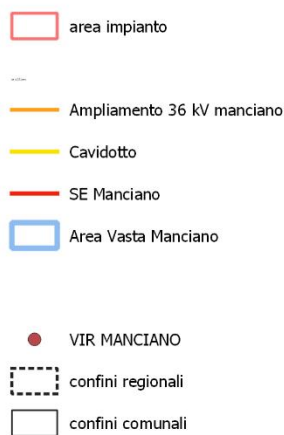 area impianto
Ampliamento 36 kV manciano
Cavidotto
SE Manciano
Area Vasta Manciano
VIR MANCIANO
confini regionali
confini comunali